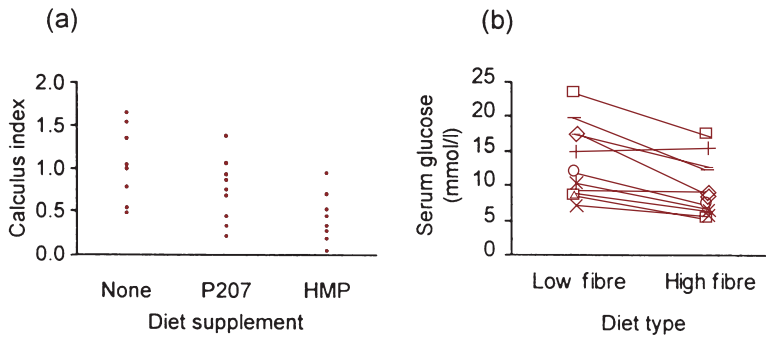 (a)
Calculus index
2.0
1.5
1.0
0.5
0.0
None P207 HMP
Diet supplement
(b)
Serum glucose
(mmol/l)
25
20
15
10
5
0
Low fibre High fibre
Diet type